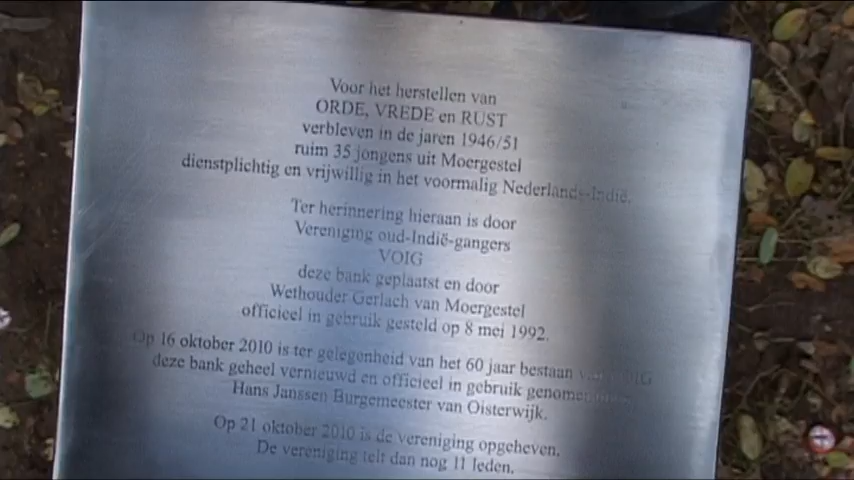 Voor het herstellen van
ORDE, VREDE en RUST
verbleven in de jaren 1946/51
ruim 35 jongens uit Moergestel
dienstplichtig en vrijwillig in het voormalig Nederlands-Indië.
Ter herinnering hieraan is door
Vereniging oud-Indië-gangers
VOIG
deze bank geplaatst en door
Wethouder Gerlach van Moergestel
officieel in gebruik gesteld op 8 mei 1992.
Op 16 oktober 2010 is ter gelegenheid van het 60 jaar bestaan van VOIG
deze bank geheel vernieuwd en officieel in gebruik genomen
Hans Janssen Burgemeester van Oisterwijk.
Op 21 oktober 2010 is de vereniging opgeheven.
De vereniging telt dan nog 11 leden.